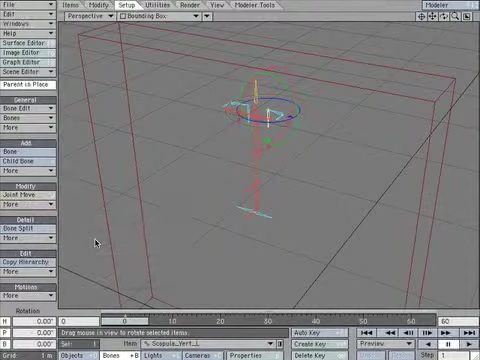 File
Items
Modify
Setup
Utilities
Render
View
Modeler Tools
Modeler
Edit
Perspective
Bounding Box
Windows
Help
Surface Editor
Image Editor
Graph Editor
Scene Editor
Parent in Place
General
Bone Edit
Bones
More
Add
Bone
Child Bone
Modify
Joint Move
More
Detail
Bone Split
More
Edit
Copy Hierarchy
Motions
More
Rotation
H 0.00°
P 0.00°
B 0.00°
Grid 1 m
0 0 10 20 30 40 50 60 60
Drag mouse in view to rotate selected items.
Sel: 1
Item
Scapula_Vert_L
Objects +O
Bones +B
Lights +L
Cameras +C
Properties
Auto Key
Create Key
Delete Key
Preview
Step 1